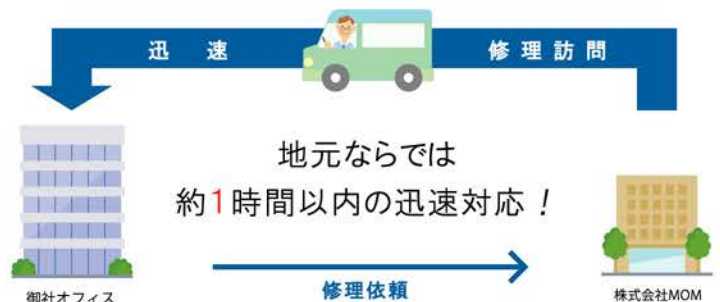 迅速
修理訪問
地元ならでは
約1時間以内の迅速対応！
修理依頼
御社オフィス
株式会社MOM